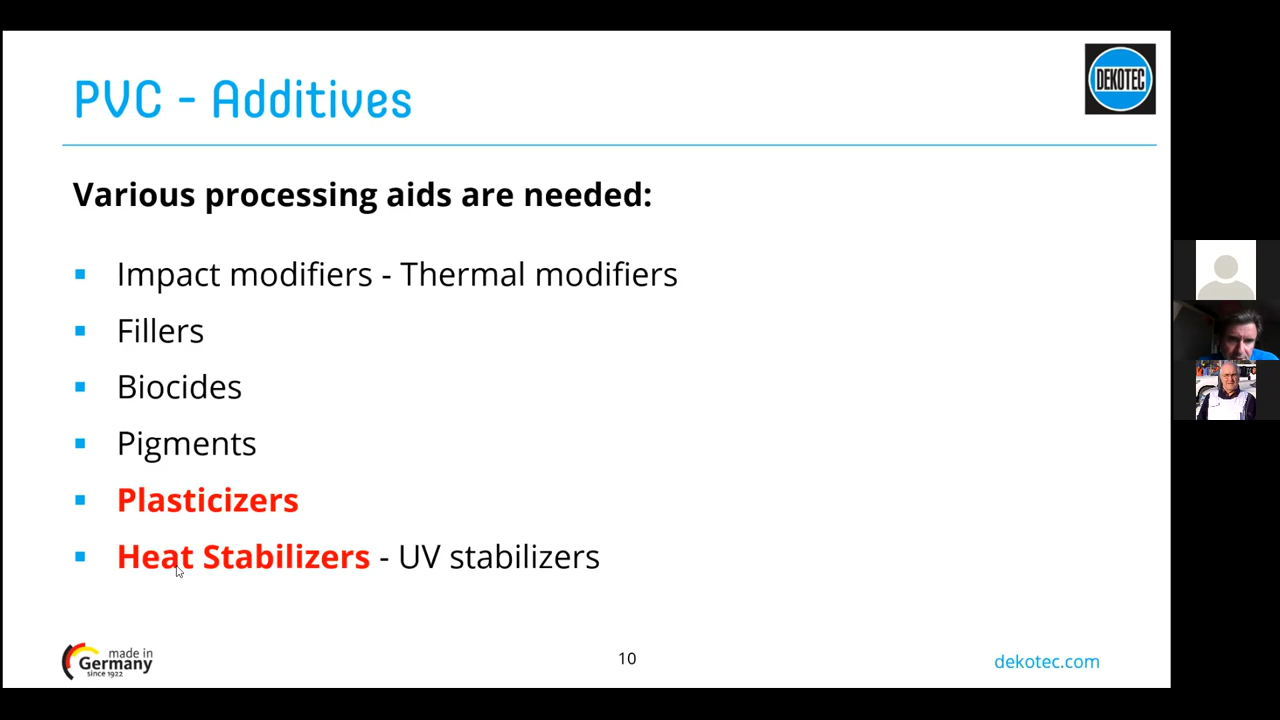 PVC - Additives
DEKOTEC
Various processing aids are needed:
Impact modifiers - Thermal modifiers
Fillers
Biocides
Pigments
Plasticizers
Heat Stabilizers - UV stabilizers
made in
Germany
since 1922
10
dekotec.com